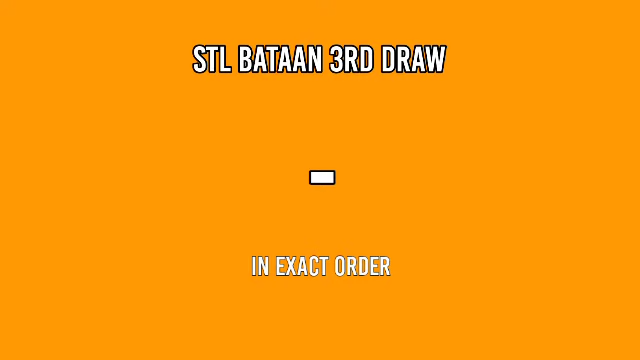 STL BATAAN 3RD DRAW
-
IN EXACT ORDER